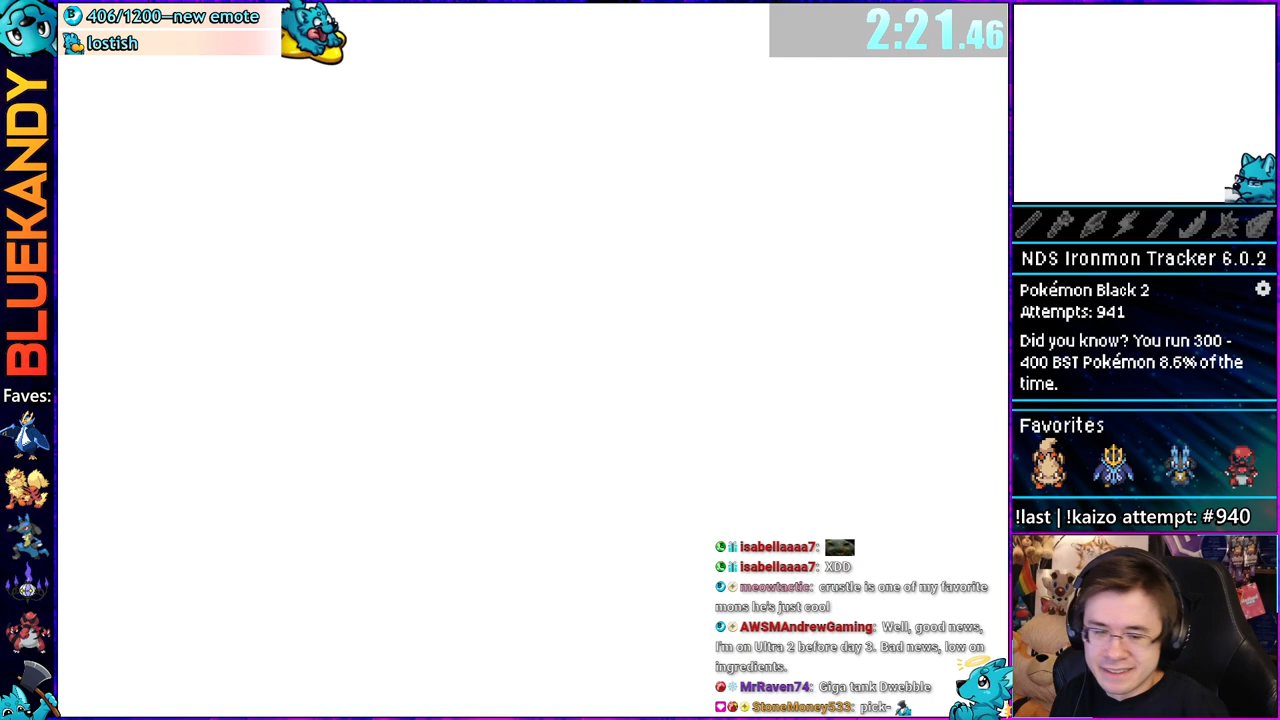 406/1200–new emote
lostish
2:21.46
BLUEKANDY
Faves:
NDS Ironmon Tracker 6.0.2
Pokémon Black 2
Attempts: 941
Did you know? You run 300 -
400 BST Pokémon 8.6% of the
time.
Favorites
!last | !kaizo attempt: #940
isabellaaaa7:
isabellaaaa7: XDD
meowtactic: crustle is one of my favorite
mons he's just cool
AWSMAndrewGaming: Well, good news,
I'm on Ultra 2 before day 3. Bad news, low on
ingredients.
MrRaven74: Giga tank Dwebble
StoneMoney533: pick-